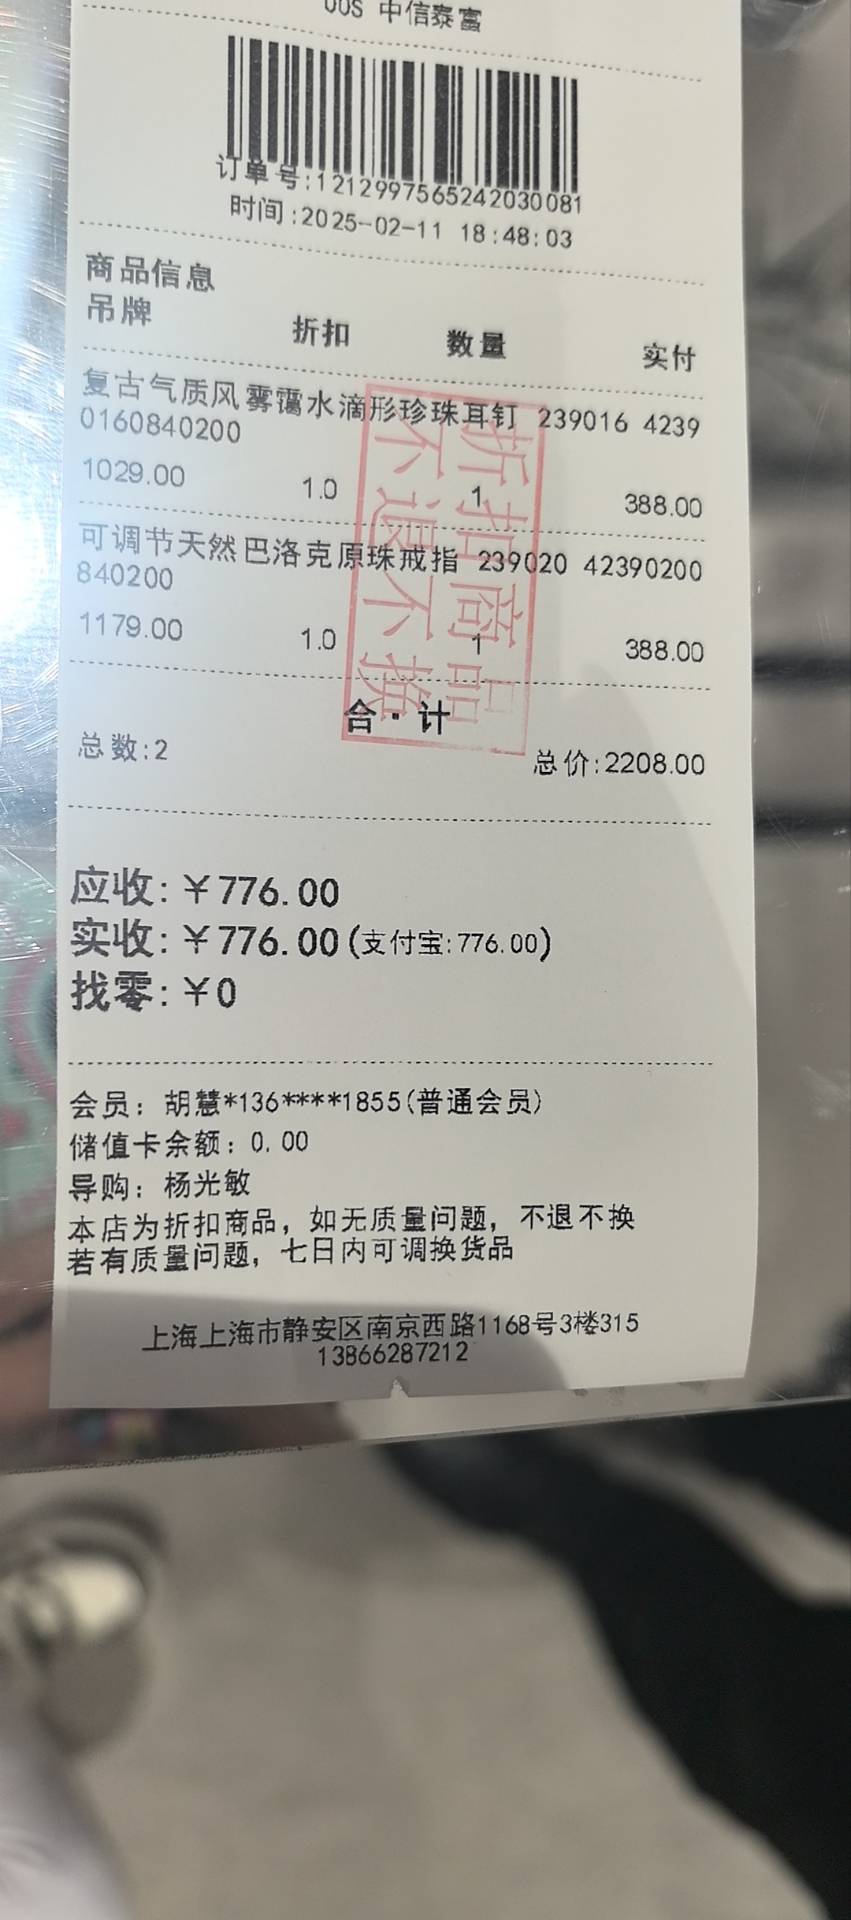 00S 中信泰富
订单号:1212997565242030081
时间:2025-02-11 18:48:03
商品信息
吊牌 折扣 数量 实付
复古气质风雾霭水滴形珍珠耳钉 239016 4239
0160840200
1029.00 1.0 1 388.00
可调节天然巴洛克原珠戒指 239020 42390200
840200
1179.00 1.0 1 388.00
折扣商品
不退不换
合·计
总数:2 总价:2208.00
应收:￥776.00
实收:￥776.00(支付宝:776.00)
找零:￥0
会员：胡慧*136****1855(普通会员)
储值卡余额：0.00
导购：杨光敏
本店为折扣商品，如无质量问题，不退不换
若有质量问题，七日内可调换货品
上海上海市静安区南京西路1168号3楼315
13866287212